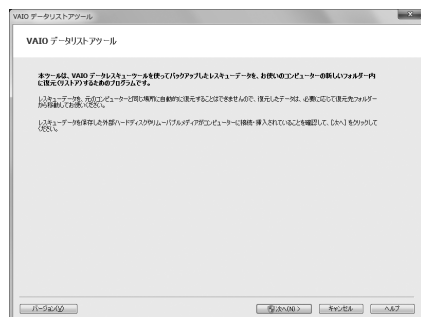 VAIO データリストアツール
VAIO データリストアツール
本ツールは、VAIO データレスキューツールを使ってバックアップしたレスキューデータを、お使いのコンピューターの新しいフォルダー内
に復元(リストア)するためのプログラムです。
レスキューデータを、元のコンピューターと同じ場所に自動的に復元することはできませんので、復元したデータは、必要に応じて復元先フォルダー
から移動してお使いください。
レスキューデータを保存した外部ハードディスクやリムーバブルメディアがコンピューターに接続・挿入されていることを確認して、[次へ] をクリックして
ください。
バージョン(V)
次へ(N) >
キャンセル
ヘルプ